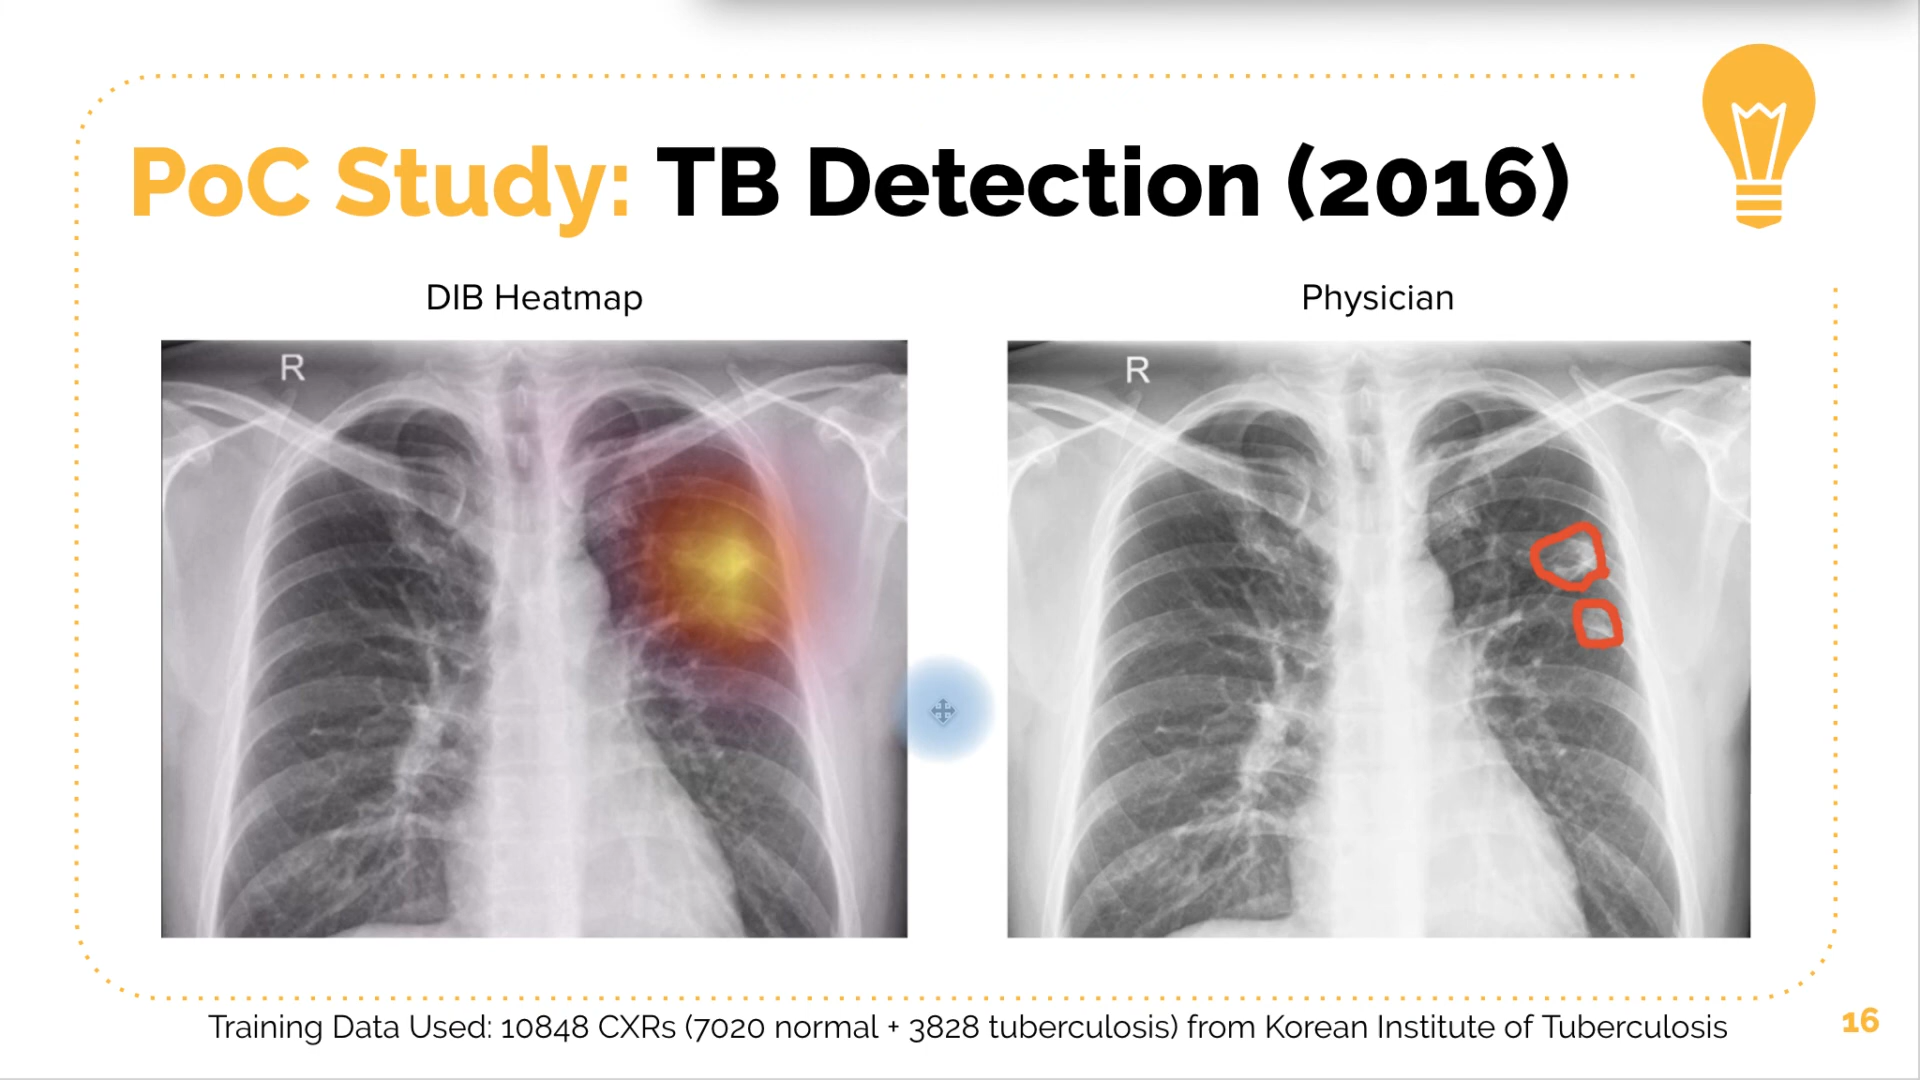 PoC Study: TB Detection (2016)
DIB Heatmap
Physician
R
R
Training Data Used: 10848 CXRs (7020 normal + 3828 tuberculosis) from Korean Institute of Tuberculosis
16